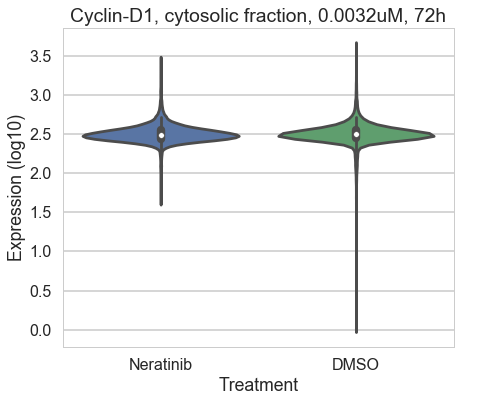 Cyclin-D1, cytosolic fraction, 0.0032uM, 72h
Expression (log10)
3.5
3.0
2.5
2.0
1.5
1.0
0.5
0.0
Neratinib DMSO
Treatment